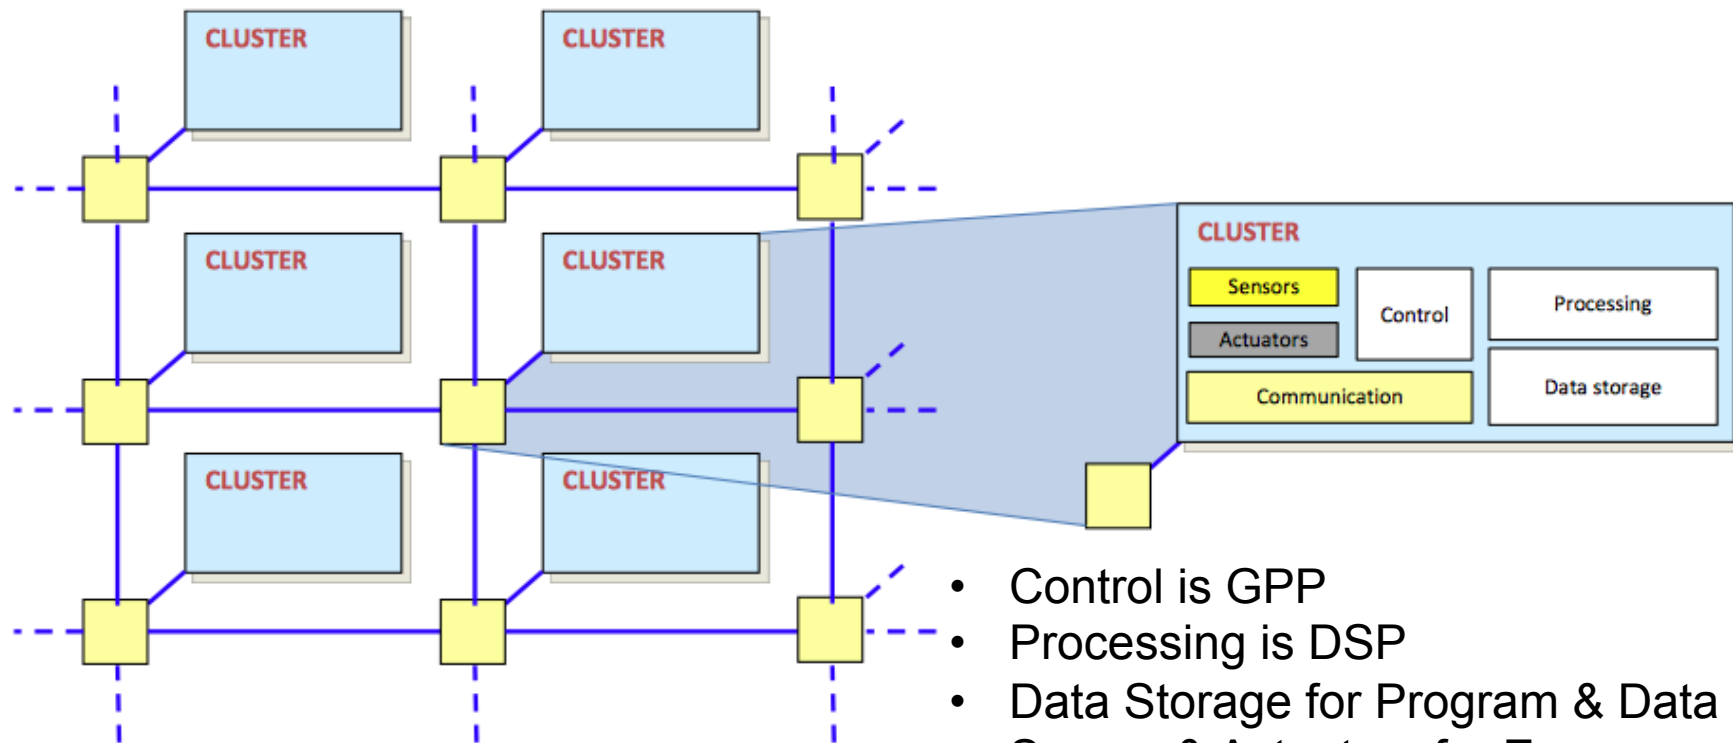 CLUSTER
CLUSTER
CLUSTER
CLUSTER
CLUSTER
CLUSTER
CLUSTER
Sensors
Control
Processing
Actuators
Communication
Data storage
• Control is GPP
• Processing is DSP
• Data Storage for Program & Data